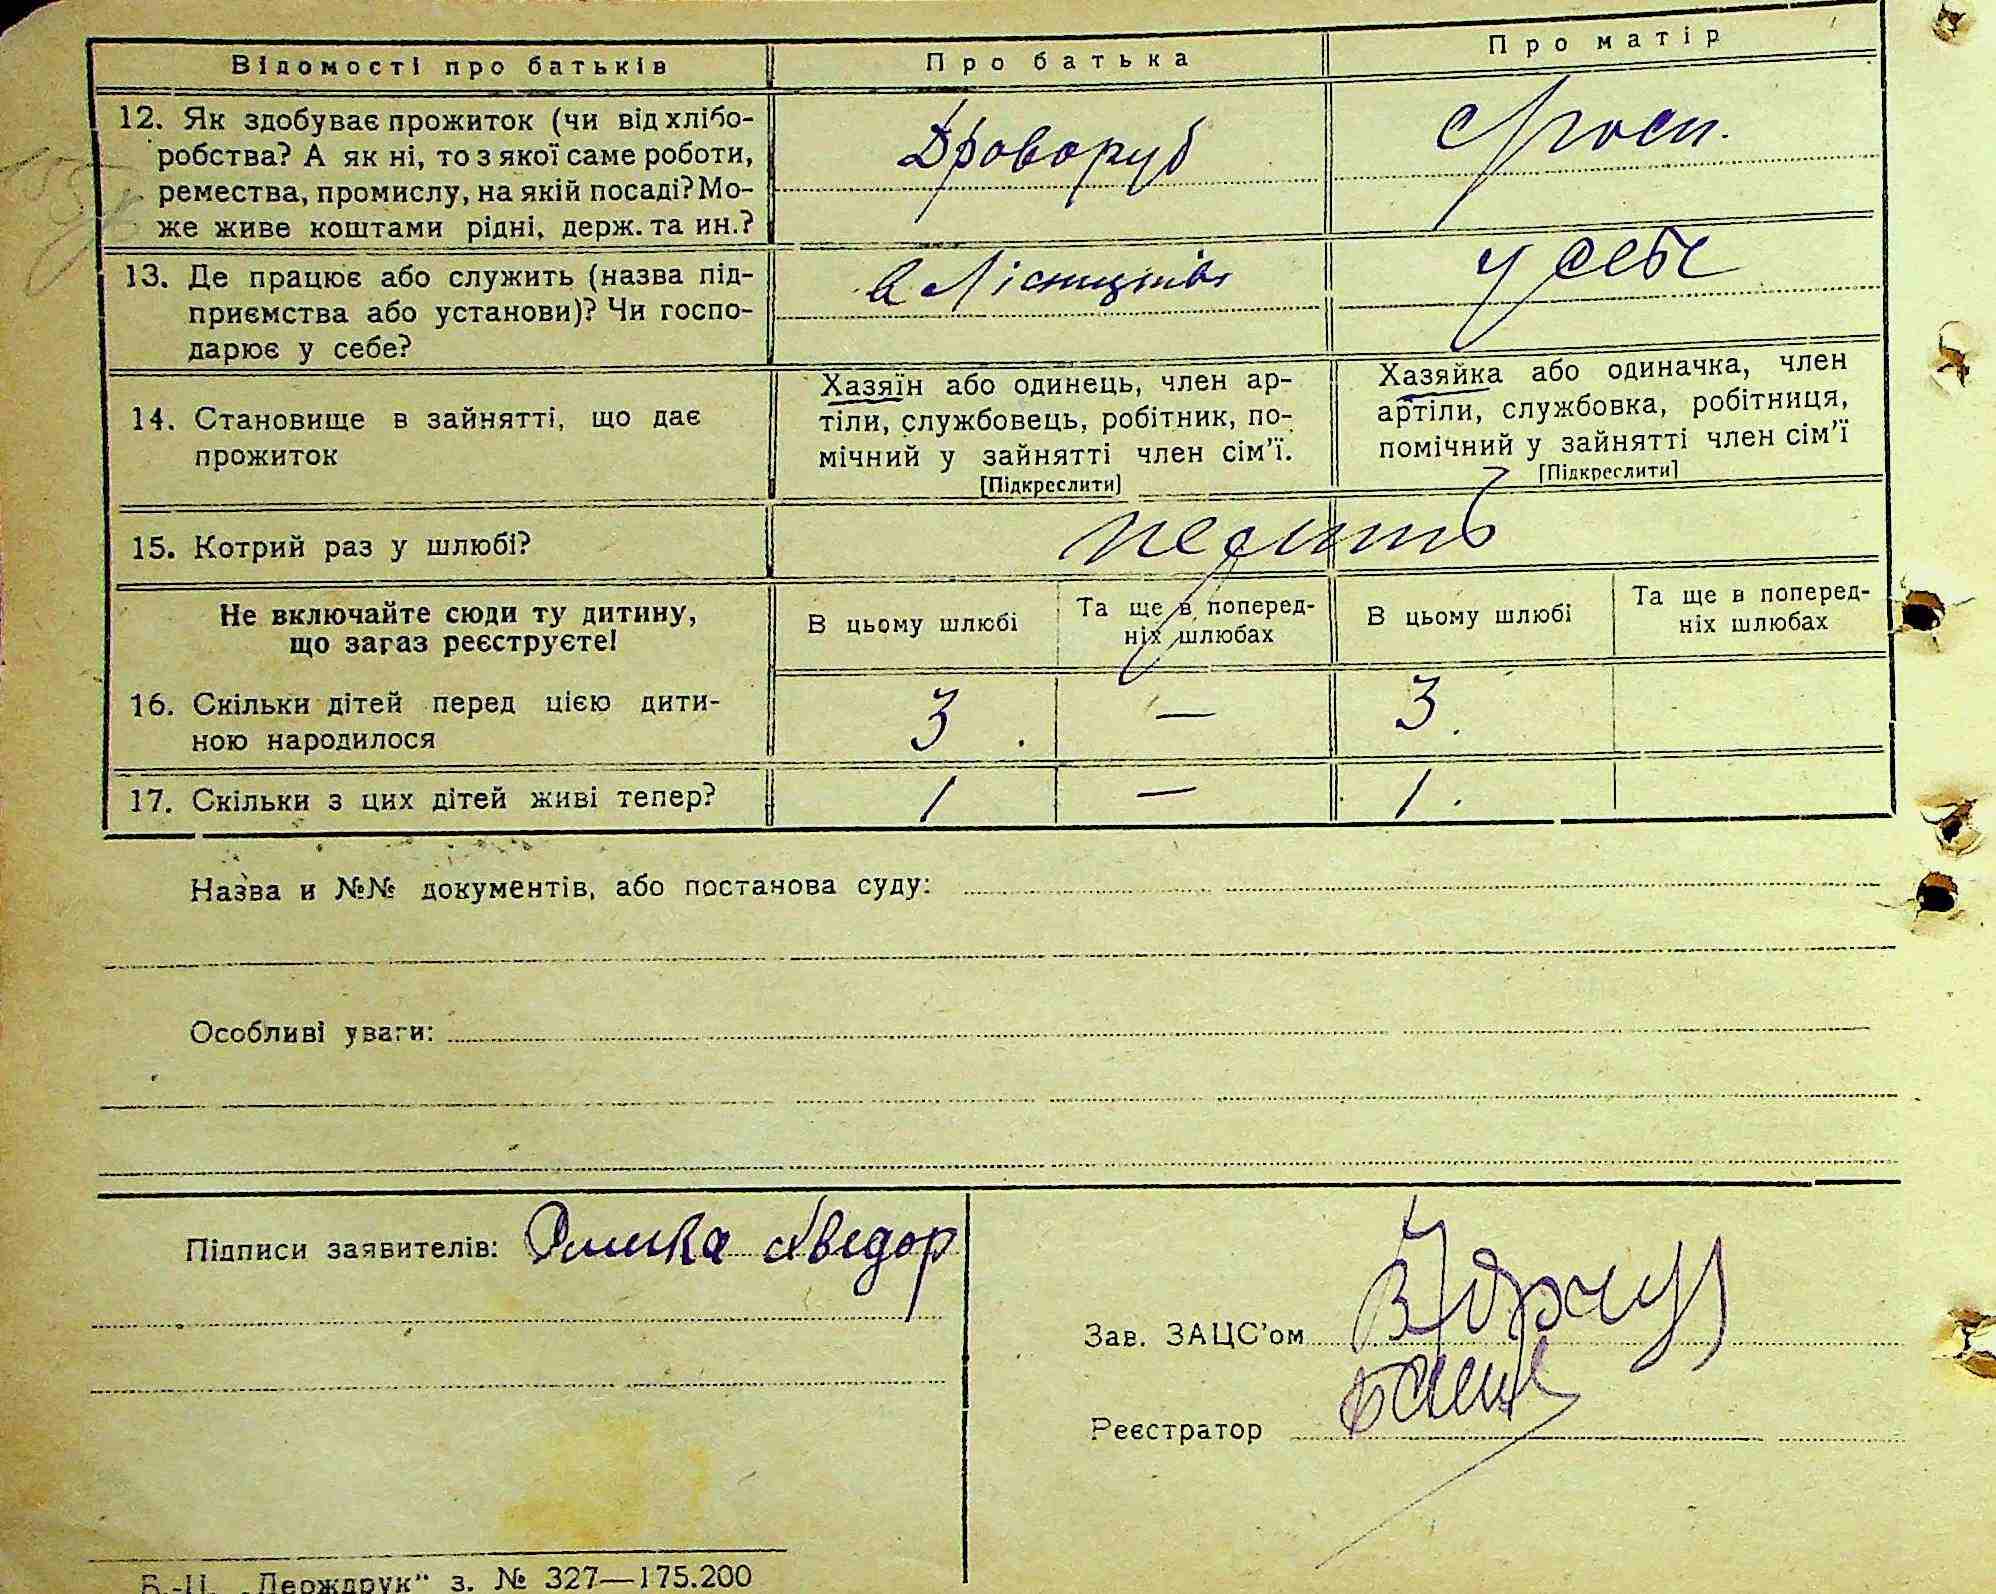 Відомості про батьків Про батька Про матір
12. Як здобуває прожиток (чи від хлібо-
робства? А як ні, то з якої саме роботи,
ремества, промислу, на якій посаді? Мо-
же живе коштами рідні, держ. та ин.?
Дроворуб
13. Де працює або служить (назва під-
приємства або установи)? Чи госпо-
дарює у себе?
в
у себе
14. Становище в зайнятті, що дає
прожиток
Хазяїн або одинець, член ар-
тіли, службовець, робітник, по-
мічний у зайнятті член сім'ї.
[Підкреслити]
Хазяйка або одиначка, член
артіли, службовка, робітниця,
помічний у зайнятті член сім'ї
[Підкреслити]
15. Котрий раз у шлюбі?
Не включайте сюди ту дитину,
що загаз реєструєте!
В цьому шлюбі
Та ще в поперед-
ніх шлюбах
В цьому шлюбі
Та ще в поперед-
ніх шлюбах
16. Скільки дітей перед цією дити-
ною народилося
3 — 3.
17. Скільки з цих дітей живі тепер? 1 — 1.
Назва и №№ документів, або постанова суду:
Особливі уваги:
Підписи заявителів:
Зав. ЗАЦС'ом
Реєстратор
Б.-Ц. „Держдрук“ з. № 327—175.200